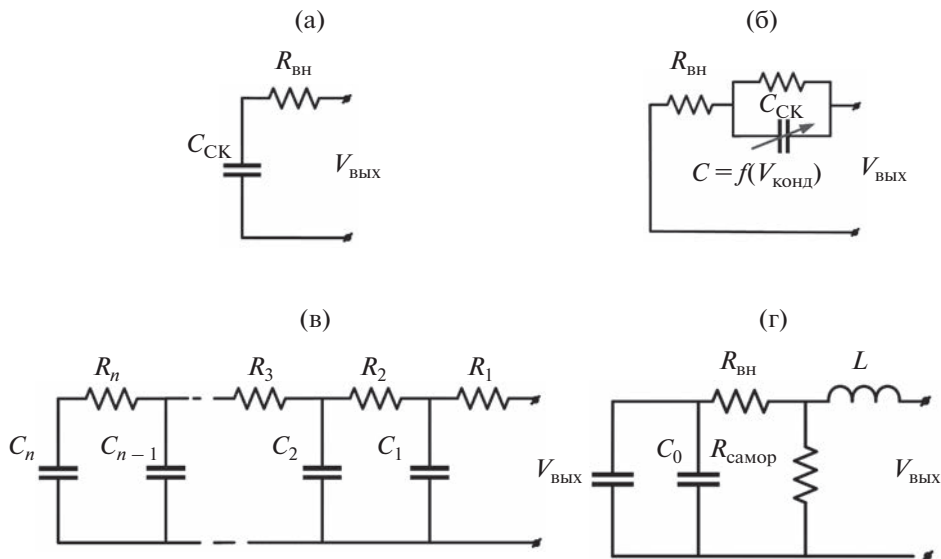 (а)
R_вн
C_СК
V_вых
(б)
R_вн
C_СК
C = f(V_конд)
V_вых
(в)
R_n
R_3
R_2
R_1
C_n
C_{n – 1}
C_2
C_1
V_вых
(г)
R_вн
L
C_0
R_самор
V_вых